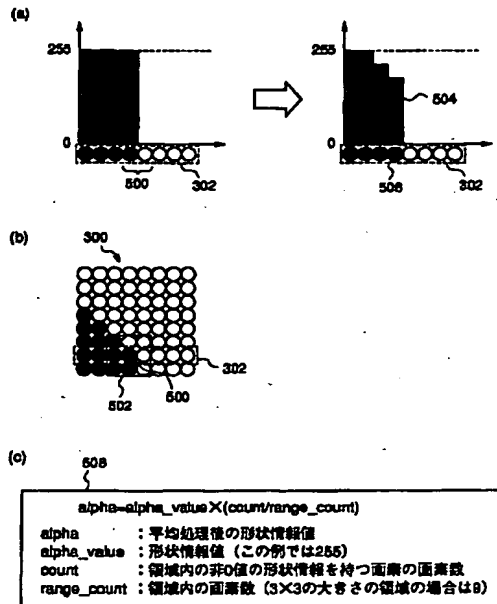 (a)
255
255
504
0
0
500
302
506
302
(b)
300
302
500
502
(c)
508
alpha=alpha_value×(count/range_count)
alpha :平均処理後の形状情報値
alpha_value :形状情報値(この例では255)
count :領域内の非0値の形状情報を持つ画素の画素数
range_count :領域内の画素数(3×3の大きさの領域の場合は9)